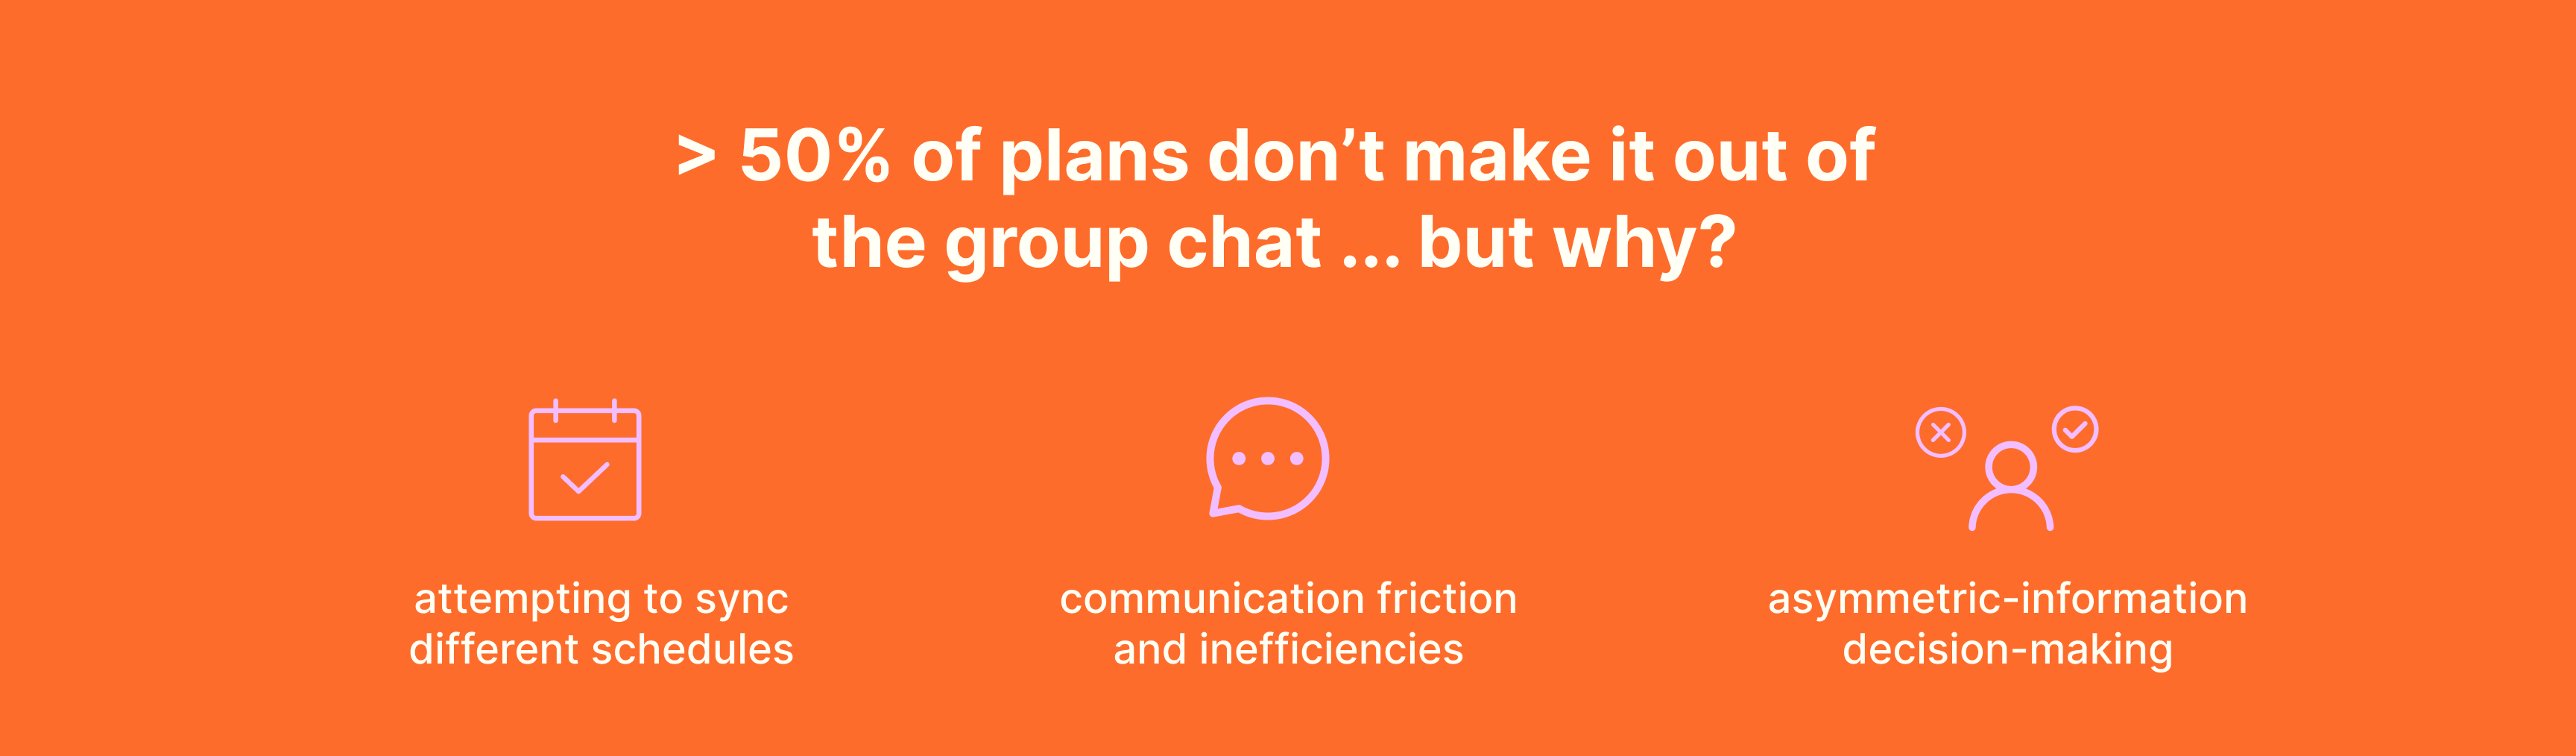 > 50% of plans don’t make it out of
the group chat ... but why?
attempting to sync
different schedules
communication friction
and inefficiencies
asymmetric-information
decision-making